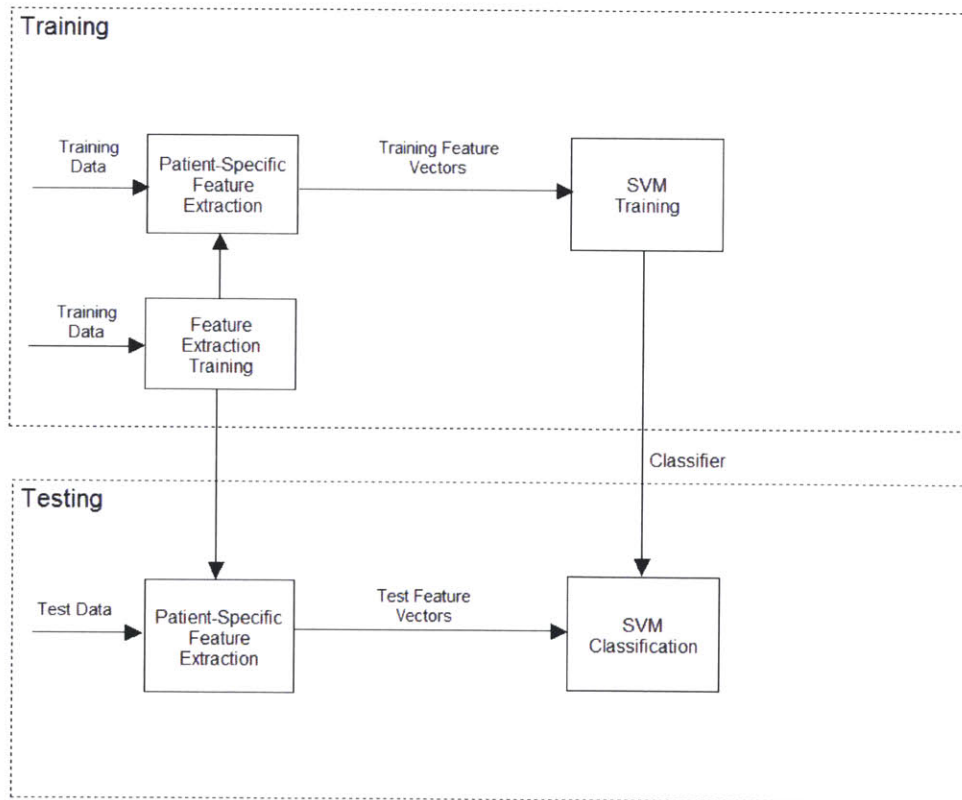 Training
Training
Data
Patient-Specific
Feature
Extraction
Training Feature
Vectors
SVM
Training
Training
Data
Feature
Extraction
Training
Classifier
Testing
Test Data
Patient-Specific
Feature
Extraction
Test Feature
Vectors
SVM
Classification